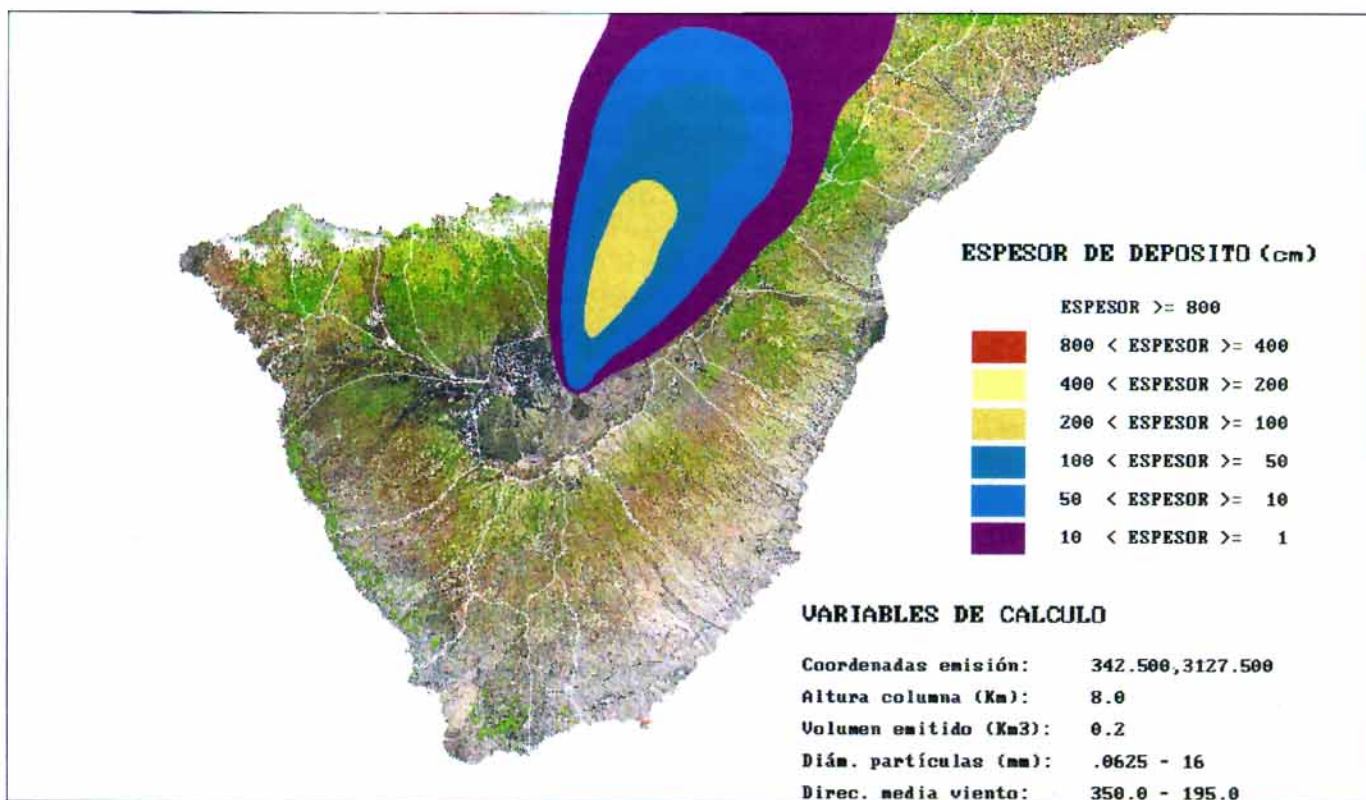 ESPESOR DE DEPOSITO (cm)
ESPESOR >= 800
800 < ESPESOR >= 400
400 < ESPESOR >= 200
200 < ESPESOR >= 100
100 < ESPESOR >= 50
50 < ESPESOR >= 10
10 < ESPESOR >= 1
VARIABLES DE CALCULO
Coordenadas emisión: 342.500,3127.500
Altura columna (Km): 8.0
Volumen emitido (Km3): 0.2
Diám. partículas (mm): .0625 - 16
Direc. media viento: 350.0 - 195.0